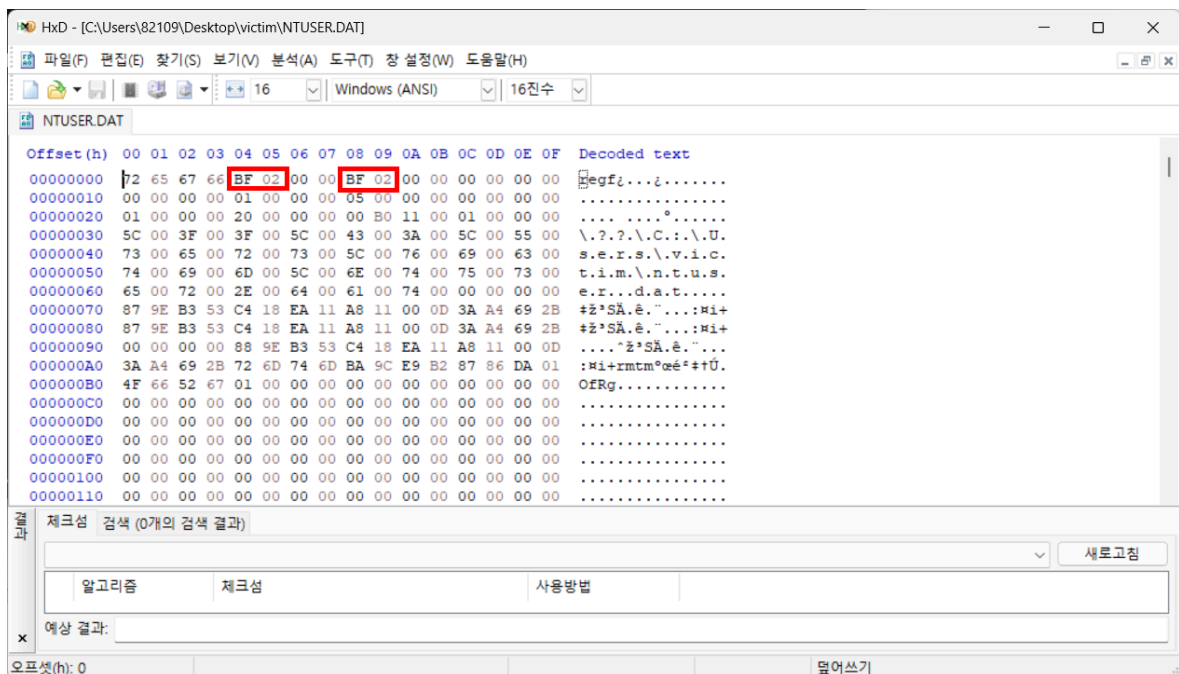 HxD - [C:\Users\82109\Desktop\victim\NTUSER.DAT]
파일(F) 편집(E) 찾기(S) 보기(V) 분석(A) 도구(T) 창 설정(W) 도움말(H)
16 Windows (ANSI) 16진수
NTUSER.DAT
Offset(h) 00 01 02 03 04 05 06 07 08 09 0A 0B 0C 0D 0E 0F Decoded text
00000000 72 65 67 66 BF 02 00 00 BF 02 00 00 00 00 00 00 regf¿...¿.......
00000010 00 00 00 00 01 00 00 00 05 00 00 00 00 00 00 00 ................
00000020 01 00 00 00 20 00 00 00 00 B0 11 00 01 00 00 00 .... ....°......
00000030 5C 00 3F 00 3F 00 5C 00 43 00 3A 00 5C 00 55 00 \.?.?.\.C.:.\.U.
00000040 73 00 65 00 72 00 73 00 5C 00 76 00 69 00 63 00 s.e.r.s.\.v.i.c.
00000050 74 00 69 00 6D 00 5C 00 6E 00 74 00 75 00 73 00 t.i.m.\.n.t.u.s.
00000060 65 00 72 00 2E 00 64 00 61 00 74 00 00 00 00 00 e.r...d.a.t.....
00000070 87 9E B3 53 C4 18 EA 11 A8 11 00 0D 3A A4 69 2B ‡ž³SÄ.ê.¨...:¤i+
00000080 87 9E B3 53 C4 18 EA 11 A8 11 00 0D 3A A4 69 2B ‡ž³SÄ.ê.¨...:¤i+
00000090 00 00 00 00 88 9E B3 53 C4 18 EA 11 A8 11 00 0D ....ˆž³SÄ.ê.¨...
000000A0 3A A4 69 2B 72 6D 74 6D BA 9C E9 B2 87 86 DA 01 :¤i+rmtmºœé²‡†Ú.
000000B0 4F 66 52 67 01 00 00 00 00 00 00 00 00 00 00 00 OfRg............
000000C0 00 00 00 00 00 00 00 00 00 00 00 00 00 00 00 00 ................
000000D0 00 00 00 00 00 00 00 00 00 00 00 00 00 00 00 00 ................
000000E0 00 00 00 00 00 00 00 00 00 00 00 00 00 00 00 00 ................
000000F0 00 00 00 00 00 00 00 00 00 00 00 00 00 00 00 00 ................
00000100 00 00 00 00 00 00 00 00 00 00 00 00 00 00 00 00 ................
00000110 00 00 00 00 00 00 00 00 00 00 00 00 00 00 00 00 ................
결과
체크섬 검색 (0개의 검색 결과)
새로고침
알고리즘 체크섬 사용방법
예상 결과:
오프셋(h): 0 덮어쓰기